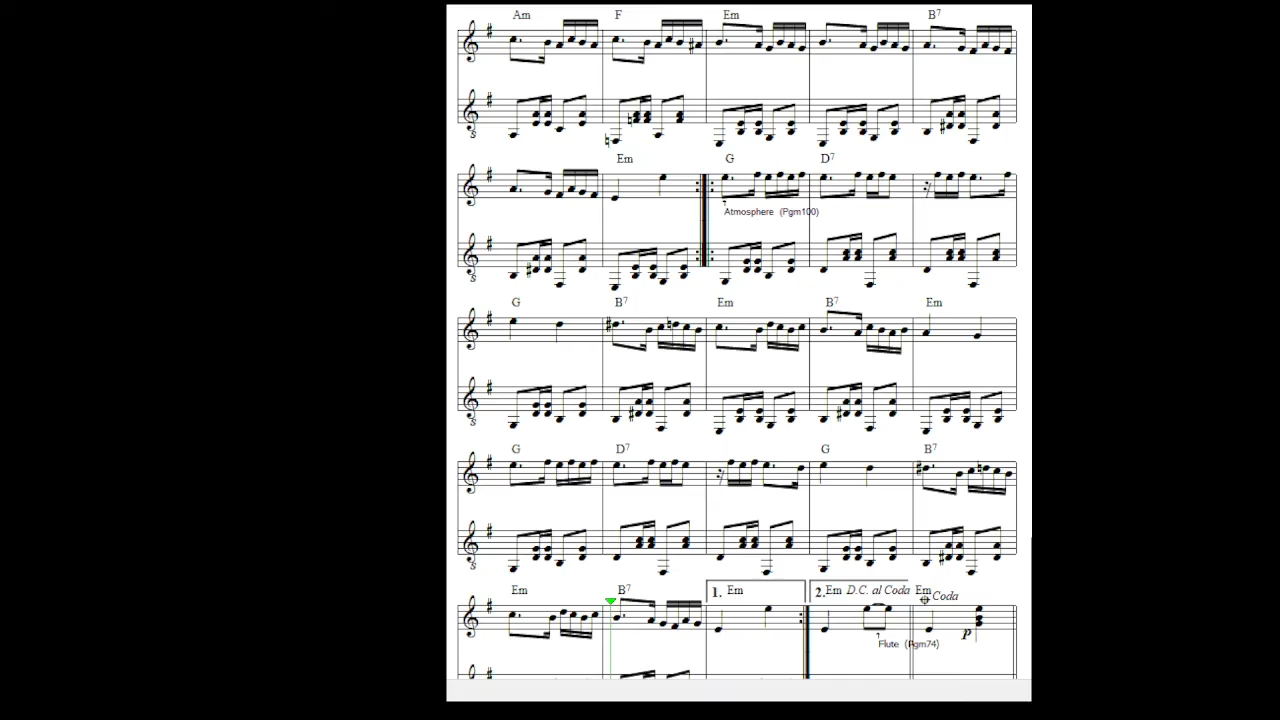 Am F Em B7
Em G D7
Atmosphere (Pgm100)
G B7 Em B7 Em
G D7 G B7
Em B7 1. Em 2. Em D.C. al Coda Em Coda
p
Flute (Pgm74)